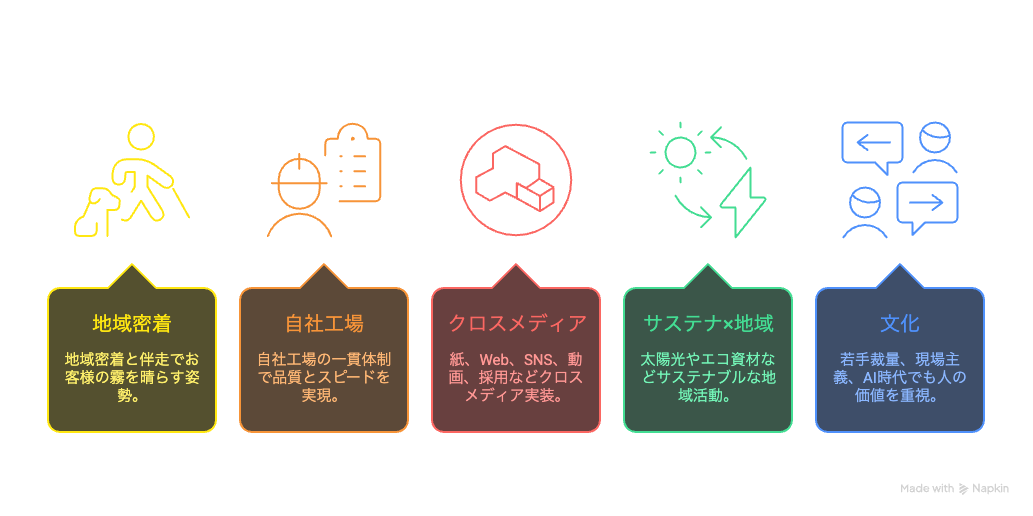 地域密着
地域密着と伴走でお
客様の霧を晴らす姿
勢。
自社工場
自社工場の一貫体制
で品質とスピードを
実現。
クロスメディア
紙、Web、SNS、動
画、採用などクロス
メディア実装。
サステナ×地域
太陽光やエコ資材な
どサステナブルな地
域活動。
文化
若手裁量、現場主
義、AI時代でも人の
価値を重視。
Made with Napkin